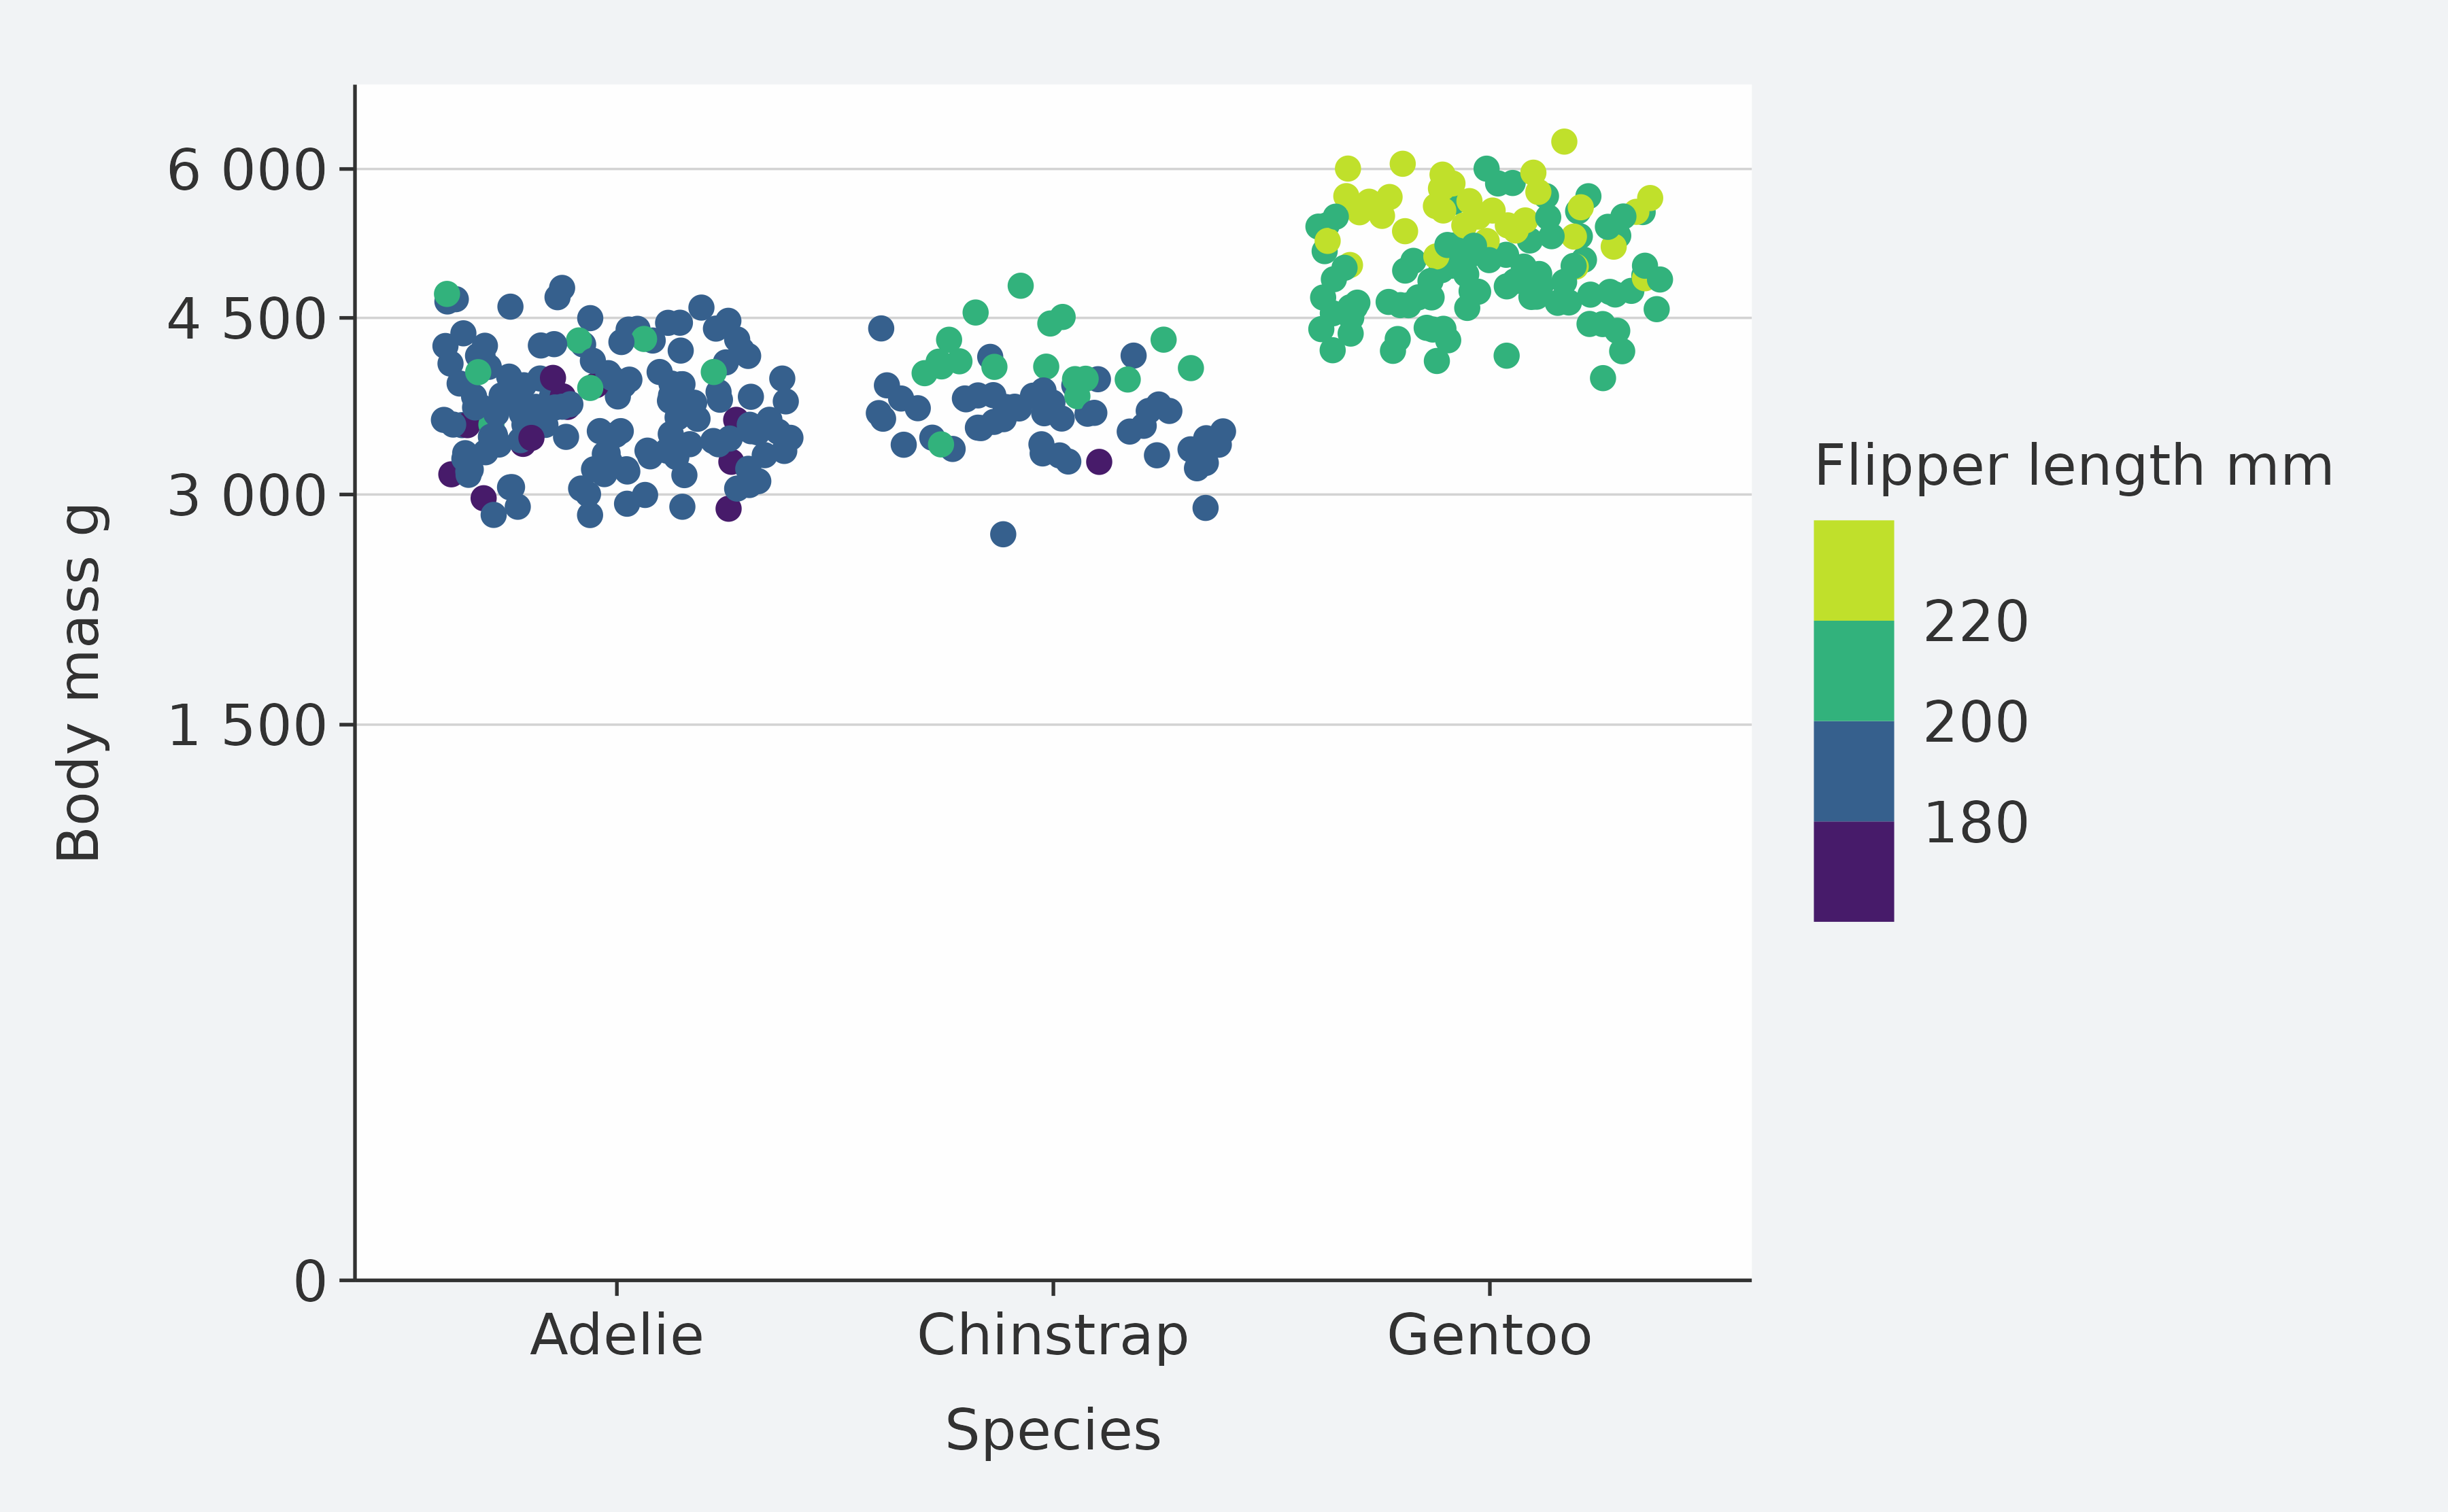 6 000
4 500
3 000
1 500
0
Body mass g
Adelie
Chinstrap
Gentoo
Species
Flipper length mm
220
200
180